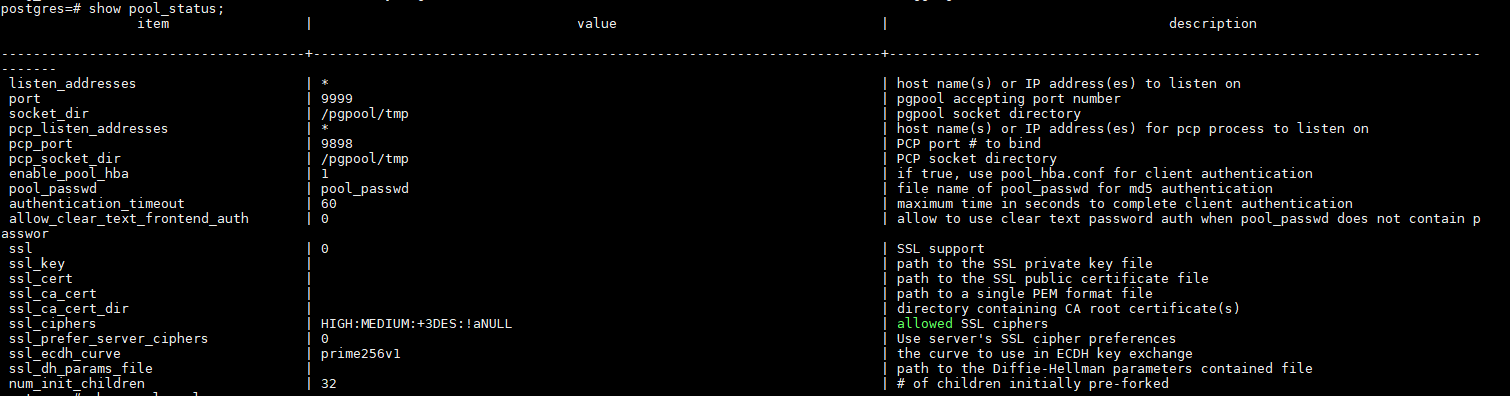 postgres=# show pool_status;
item | value | description
--------------------------------------+-----------------------------------------------------------------------+--------------------------------------------------------------------------
-------
listen_addresses | * | host name(s) or IP address(es) to listen on
port | 9999 | pgpool accepting port number
socket_dir | /pgpool/tmp | pgpool socket directory
pcp_listen_addresses | * | host name(s) or IP address(es) for pcp process to listen on
pcp_port | 9898 | PCP port # to bind
pcp_socket_dir | /pgpool/tmp | PCP socket directory
enable_pool_hba | 1 | if true, use pool_hba.conf for client authentication
pool_passwd | pool_passwd | file name of pool_passwd for md5 authentication
authentication_timeout | 60 | maximum time in seconds to complete client authentication
allow_clear_text_frontend_auth | 0 | allow to use clear text password auth when pool_passwd does not contain p
asswor
ssl | 0 | SSL support
ssl_key | | path to the SSL private key file
ssl_cert | | path to the SSL public certificate file
ssl_ca_cert | | path to a single PEM format file
ssl_ca_cert_dir | | directory containing CA root certificate(s)
ssl_ciphers | HIGH:MEDIUM:+3DES:!aNULL | allowed SSL ciphers
ssl_prefer_server_ciphers | 0 | Use server's SSL cipher preferences
ssl_ecdh_curve | prime256v1 | the curve to use in ECDH key exchange
ssl_dh_params_file | | path to the Diffie-Hellman parameters contained file
num_init_children | 32 | # of children initially pre-forked